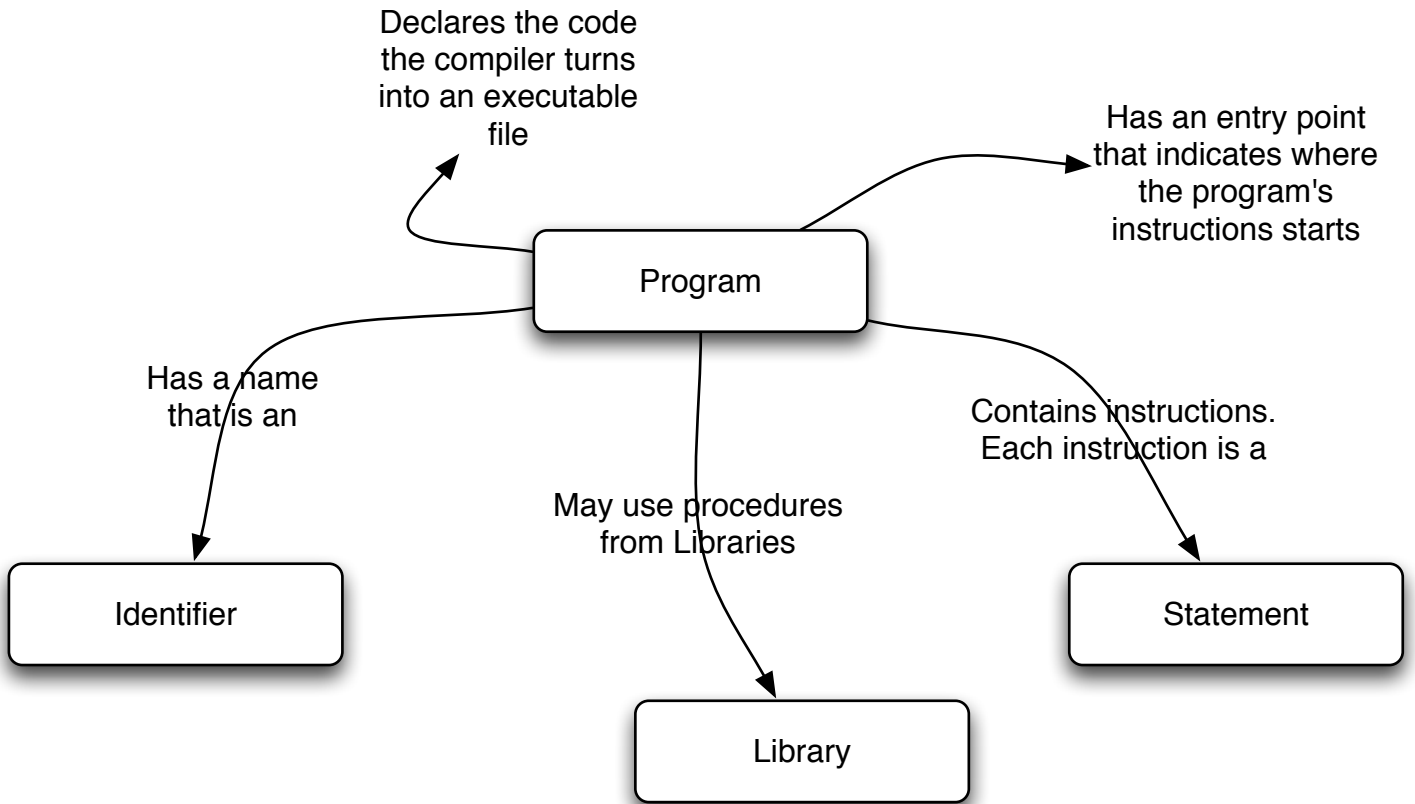 Declares the code
the compiler turns
into an executable
file
Has an entry point
that indicates where
the program's
instructions starts
Program
Has a name
that is an
Contains instructions.
Each instruction is a
May use procedures
from Libraries
Identifier
Statement
Library